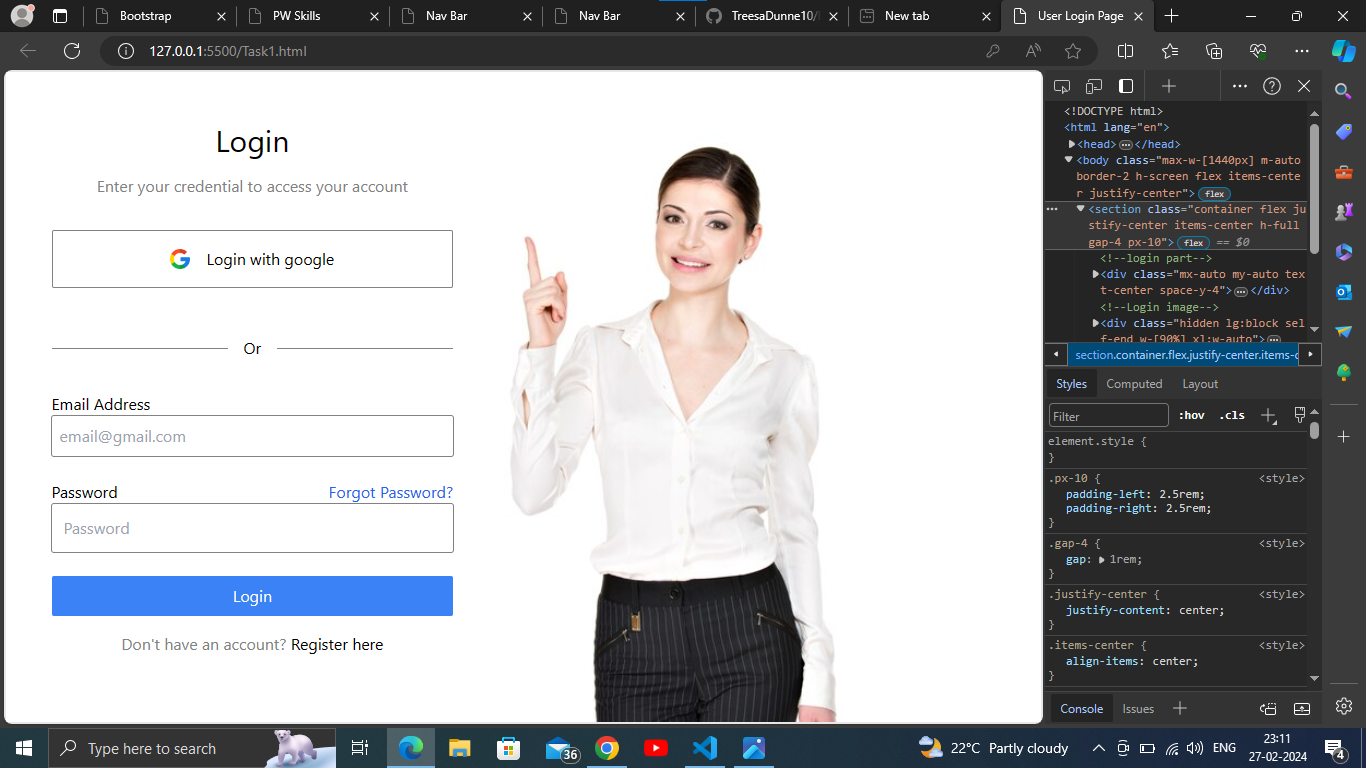 Bootstrap
PW Skills
Nav Bar
Nav Bar
TreesaDunne10/
New tab
User Login Page
127.0.0.1:5500/Task1.html
Login
Enter your credential to access your account
Login with google
Or
Email Address
email@gmail.com
Password
Forgot Password?
Password
Login
Don't have an account? Register here
<!DOCTYPE html>
<html lang="en">
<head>…</head>
<body class="max-w-[1440px] m-auto
border-2 h-screen flex items-cente
r justify-center"> flex
<section class="container flex ju
stify-center items-center h-full
gap-4 px-10"> flex == $0
<!--login part-->
<div class="mx-auto my-auto tex
t-center space-y-4">…</div>
<!--Login image-->
<div class="hidden lg:block sel
f-end w-[90%] xl:w-auto">…
section.container.flex.justify-center.items-c
Styles
Computed
Layout
Filter
:hov
.cls
element.style {
}
.px-10 {
<style>
padding-left: 2.5rem;
padding-right: 2.5rem;
}
.gap-4 {
<style>
gap: 1rem;
}
.justify-center {
<style>
justify-content: center;
}
.items-center {
<style>
align-items: center;
}
Console
Issues
Type here to search
36
22°C Partly cloudy
ENG
23:11
27-02-2024
4